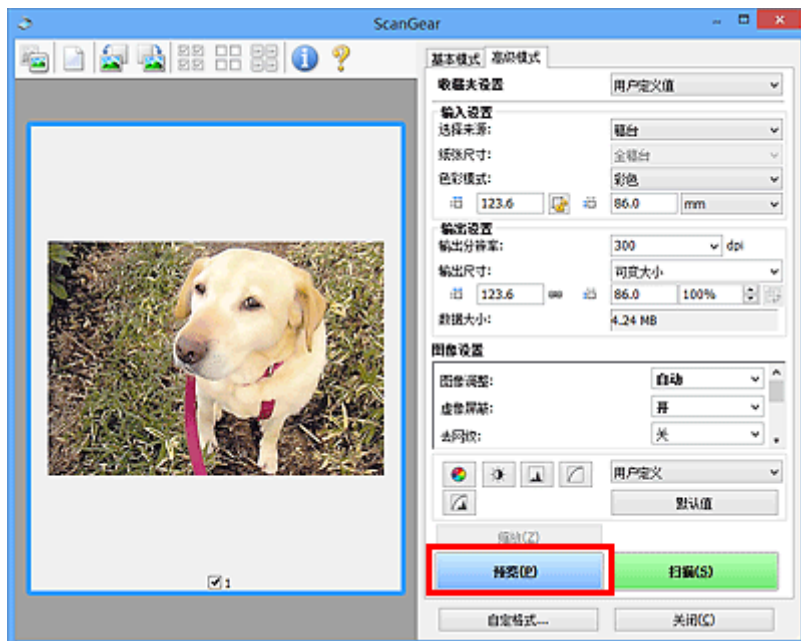 ScanGear
基本模式 高级模式
收藏夹设置 用户定义值
输入设置
选择来源: 稿台
纸张尺寸: 全稿台
色彩模式: 彩色
123.6 86.0 mm
输出设置
输出分辨率: 300 dpi
输出尺寸: 可变大小
123.6 86.0 100%
数据大小: 4.24 MB
图像设置
图像调整: 自动
虚像屏蔽: 开
去网纹: 关
用户定义
默认值
缩放(Z)
预览(P) 扫描(S)
1
自定格式... 关闭(C)